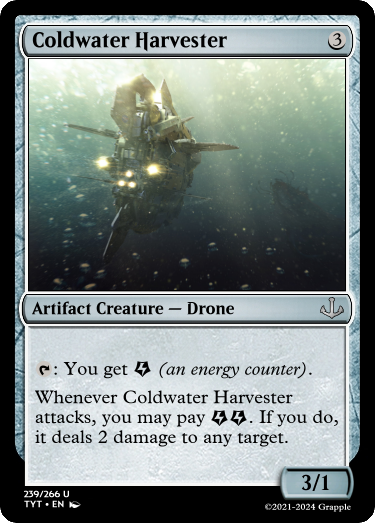 Coldwater Harvester 3
Artifact Creature — Drone
: You get (an energy counter).
Whenever Coldwater Harvester
attacks, you may pay . If you do,
it deals 2 damage to any target.
3/1
239/266 U
TYT • EN
©2021-2024 Grapple